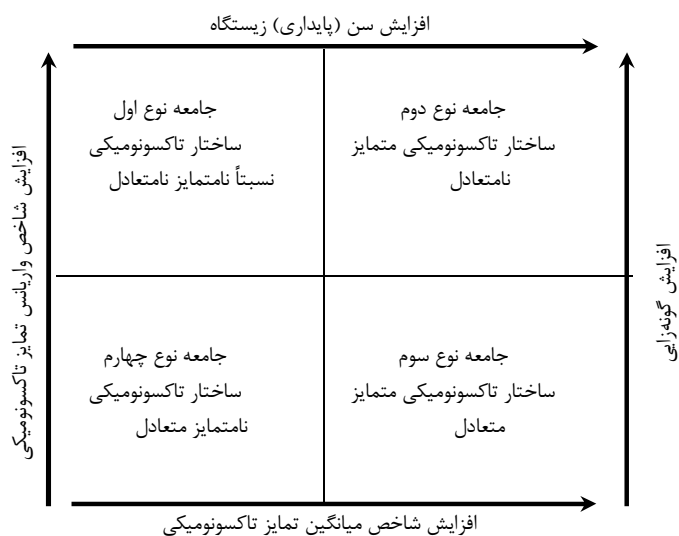 افزایش سن (پایداری) زیستگاه
جامعه نوع دوم
ساختار تاکسونومیکی متمایز
نامتعادل
جامعه نوع اول
ساختار تاکسونومیکی
نسبتاً نامتمایز نامتعادل
جامعه نوع سوم
ساختار تاکسونومیکی متمایز
متعادل
جامعه نوع چهارم
ساختار تاکسونومیکی
نامتمایز متعادل
افزایش گونه‌زایی
افزایش شاخص واریانس تمایز تاکسونومیکی
افزایش شاخص میانگین تمایز تاکسونومیکی